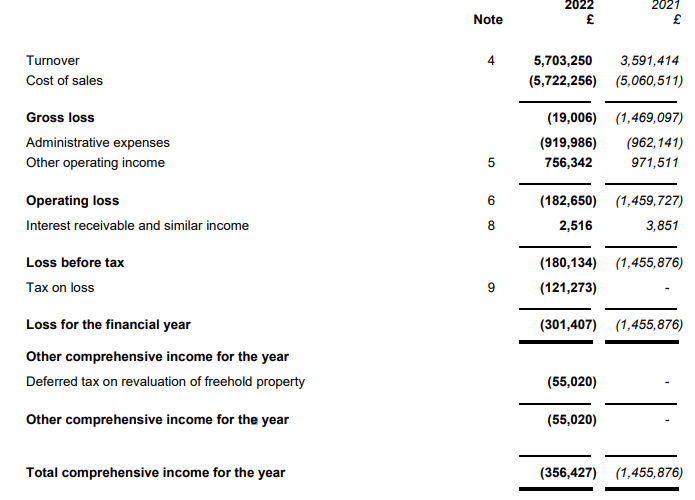 2022 2021
Note £ £
Turnover 4 5,703,250 3,591,414
Cost of sales (5,722,256) (5,060,511)
Gross loss (19,006) (1,469,097)
Administrative expenses (919,986) (962,141)
Other operating income 5 756,342 971,511
Operating loss 6 (182,650) (1,459,727)
Interest receivable and similar income 8 2,516 3,851
Loss before tax (180,134) (1,455,876)
Tax on loss 9 (121,273) -
Loss for the financial year (301,407) (1,455,876)
Other comprehensive income for the year
Deferred tax on revaluation of freehold property (55,020) -
Other comprehensive income for the year (55,020) -
Total comprehensive income for the year (356,427) (1,455,876)